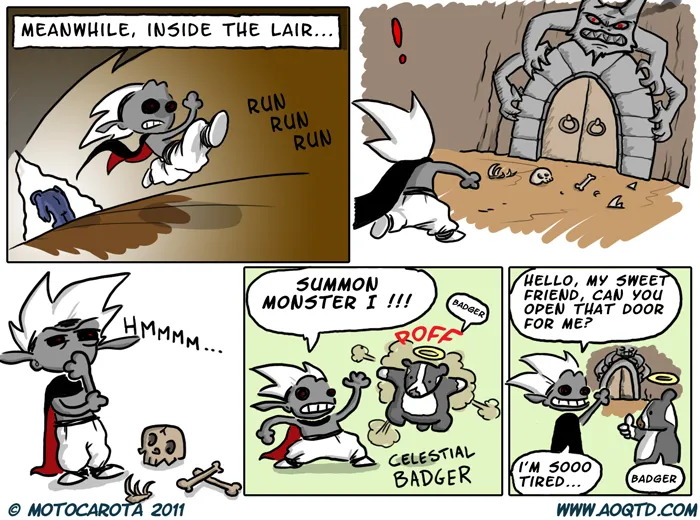 MEANWHILE, INSIDE THE LAIR...
RUN
RUN
RUN
!
HMMMM...
SUMMON
MONSTER I !!!
BADGER
POFF
CELESTIAL
BADGER
HELLO, MY SWEET
FRIEND, CAN YOU
OPEN THAT DOOR
FOR ME?
I'M SOOO
TIRED...
BADGER
© MOTOCAROTA 2011
WWW.AOQTD.COM